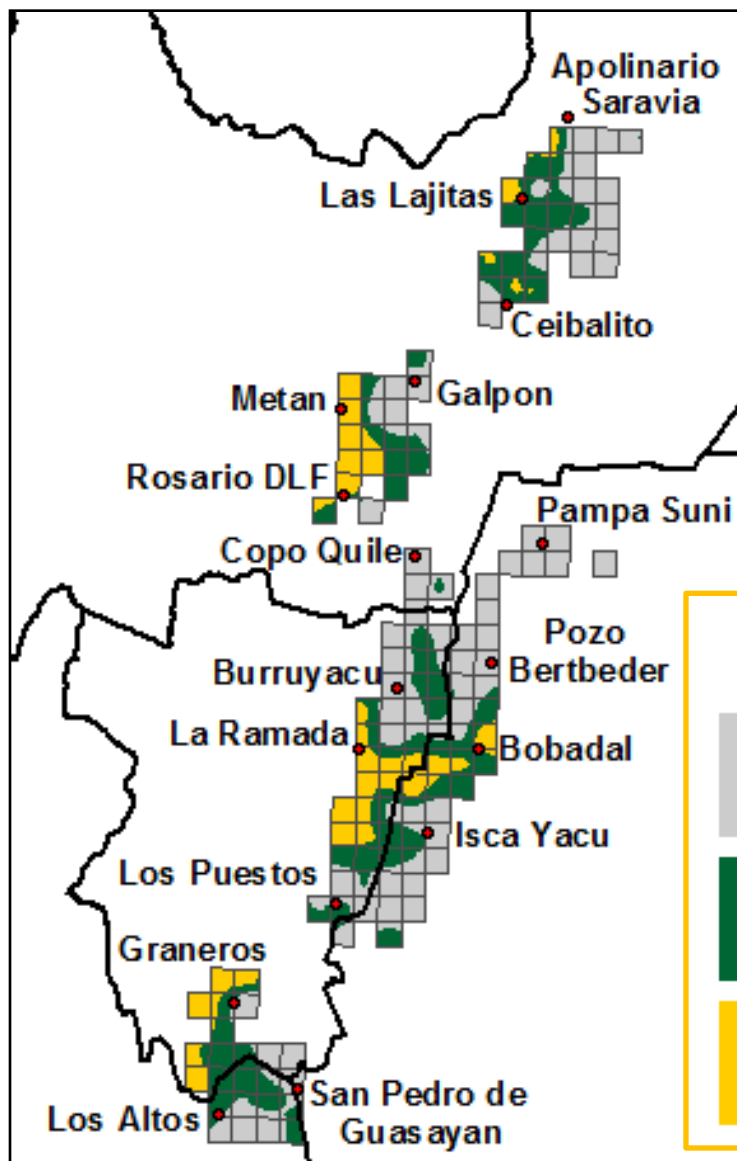 Apolinario
Saravia
Las Lajitas
Ceibalito
Galpon
Metan
Rosario DLF
Pampa Suni
Copo Quile
Pozo
Bertbeder
Burruyacu
La Ramada
Bobadal
Isca Yacu
Los Puestos
Graneros
San Pedro de
Guasayan
Los Altos